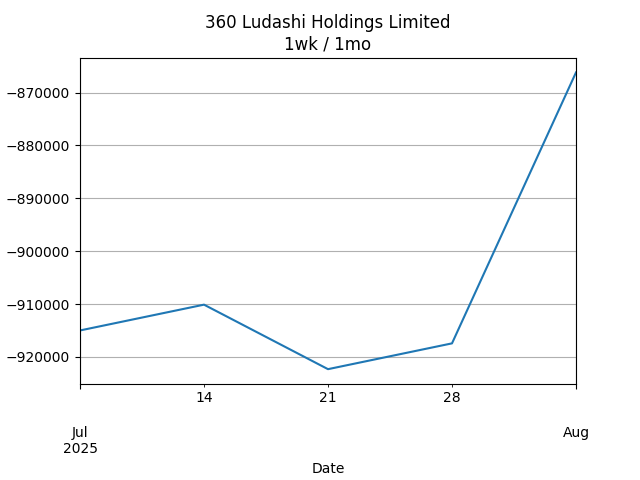 360 Ludashi Holdings Limited
1wk / 1mo
−870000
−880000
−890000
−900000
−910000
−920000
14
21
28
Jul
2025
Aug
Date